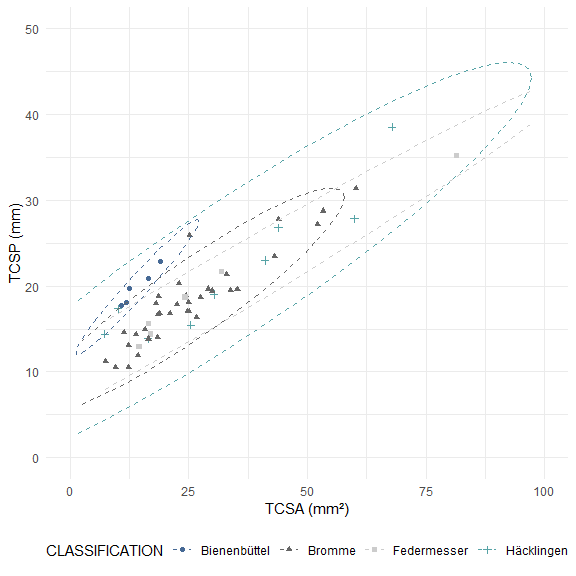 50
40
30
20
10
0
TCSP (mm)
0 25 50 75 100
TCSA (mm²)
CLASSIFICATION Bienenbüttel Bromme Federmesser Häcklingen